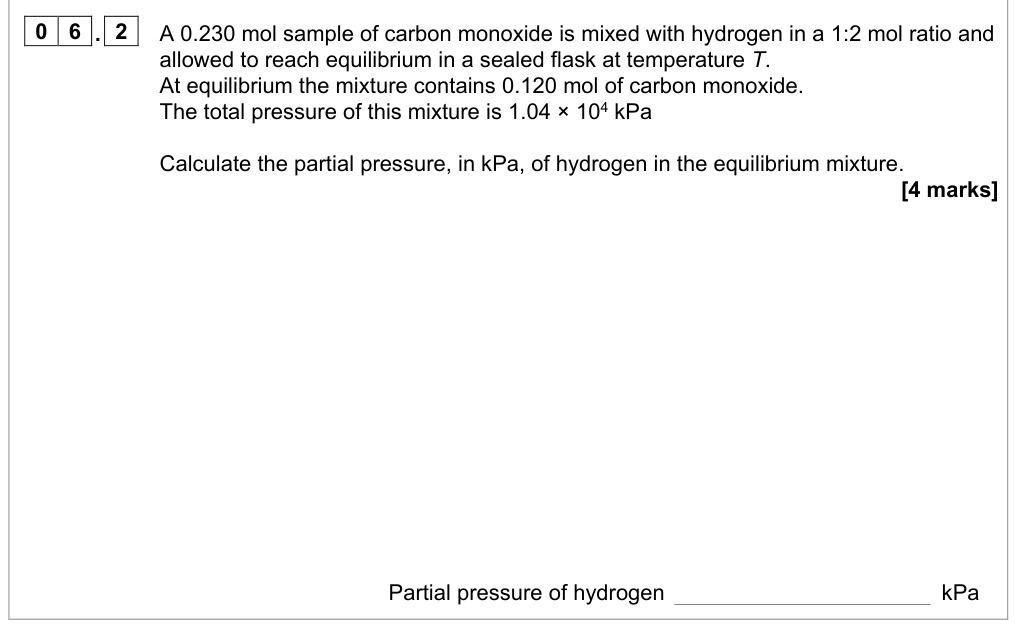 0 6 . 2 A 0.230 mol sample of carbon monoxide is mixed with hydrogen in a 1:2 mol ratio and
allowed to reach equilibrium in a sealed flask at temperature T.
At equilibrium the mixture contains 0.120 mol of carbon monoxide.
The total pressure of this mixture is 1.04 × 10⁴ kPa
Calculate the partial pressure, in kPa, of hydrogen in the equilibrium mixture.
[4 marks]
Partial pressure of hydrogen ____________________ kPa